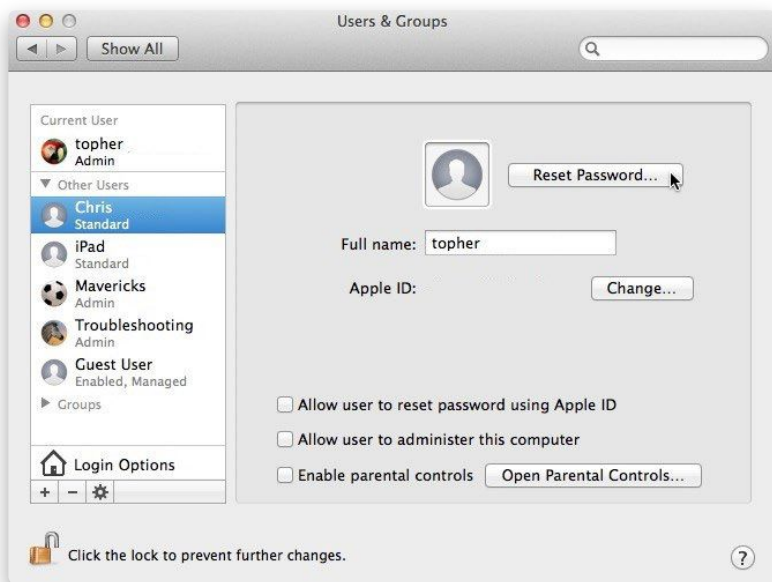 Users & Groups
Show All
Current User
topher
Admin
Other Users
Chris
Standard
iPad
Standard
Mavericks
Admin
Troubleshooting
Admin
Guest User
Enabled, Managed
Groups
Login Options
+ −
Reset Password...
Full name: topher
Apple ID: Change...
Allow user to reset password using Apple ID
Allow user to administer this computer
Enable parental controls Open Parental Controls...
Click the lock to prevent further changes.
?